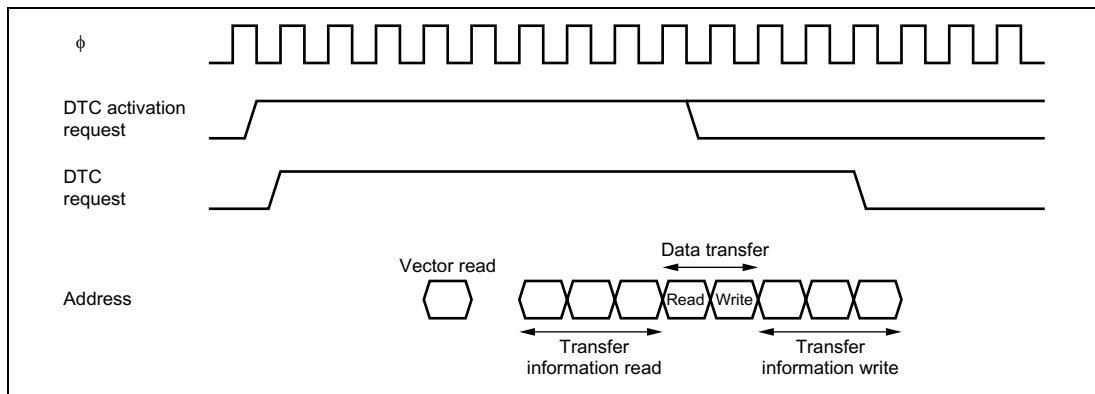 ϕ
DTC activation
request
DTC
request
Data transfer
Vector read
Address
Read
Write
Transfer
information read
Transfer
information write